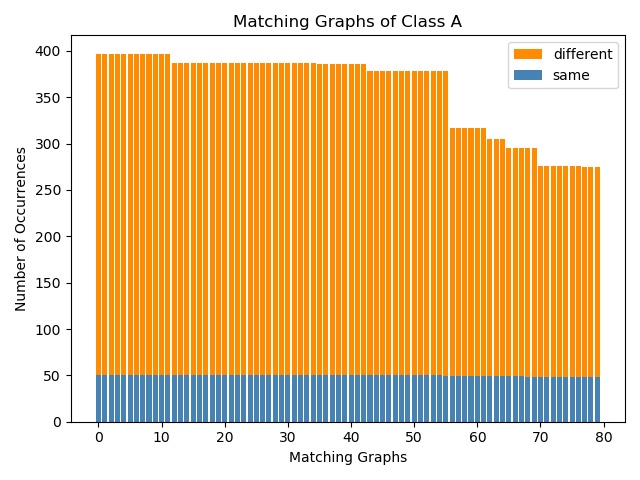 Matching Graphs of Class A
different
same
Number of Occurrences
400
350
300
250
200
150
100
50
0
0 10 20 30 40 50 60 70 80
Matching Graphs